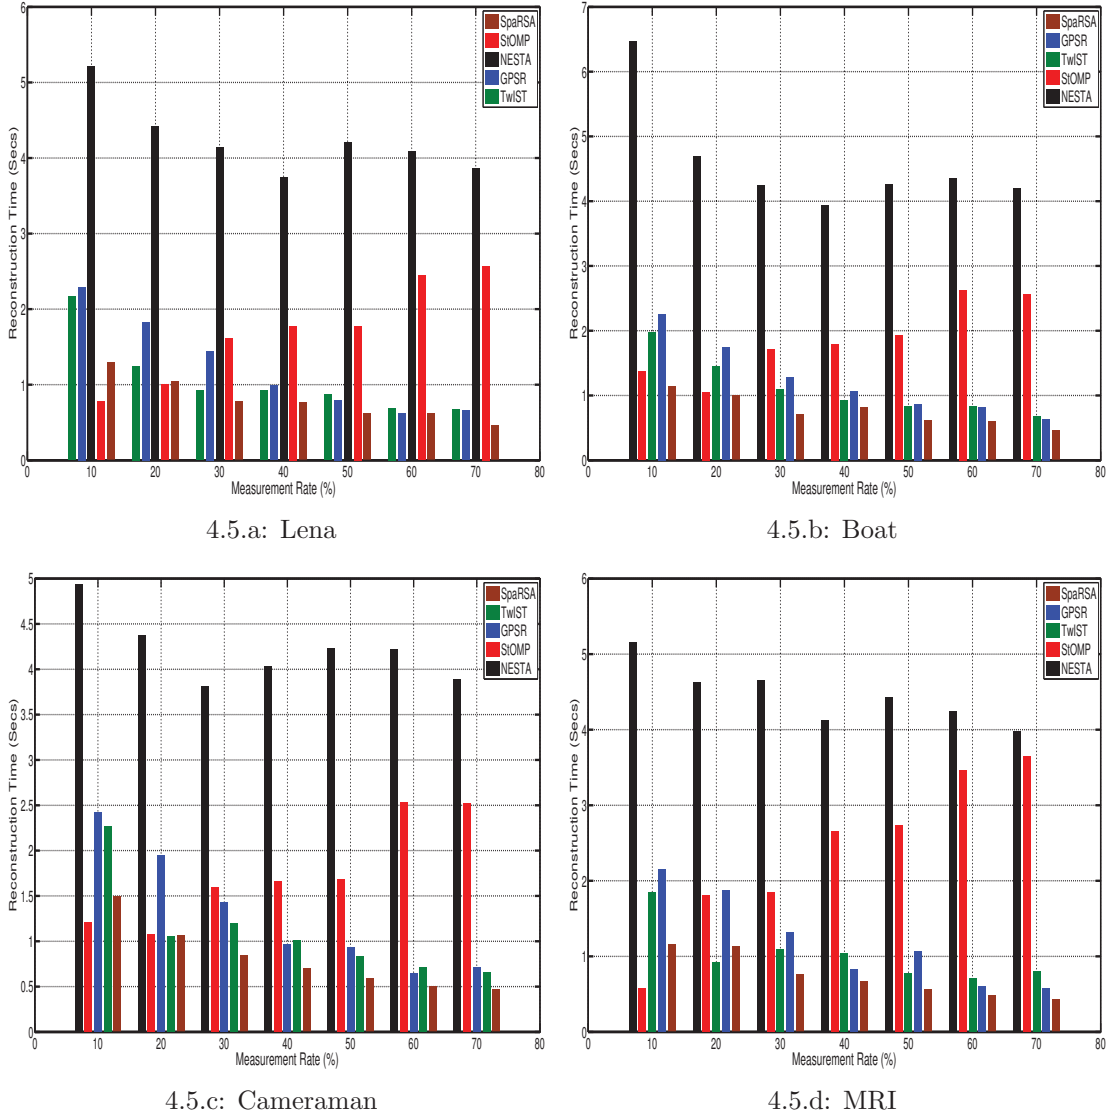 6
5
4
3
2
1
0
0
10
20
30
40
50
60
70
80
Reconstruction Time (Secs)
Measurement Rate (%)
SpaRSA
StOMP
NESTA
GPSR
TwIST
4.5.a: Lena
7
6
5
4
3
2
1
0
0
10
20
30
40
50
60
70
80
Reconstruction Time (Secs)
Measurement Rate (%)
SpaRSA
GPSR
TwIST
StOMP
NESTA
4.5.b: Boat
5
4.5
4
3.5
3
2.5
2
1.5
1
0.5
0
0
10
20
30
40
50
60
70
80
Reconstruction Time (Secs)
Measurement Rate (%)
SpaRSA
TwIST
GPSR
StOMP
NESTA
4.5.c: Cameraman
6
5
4
3
2
1
0
0
10
20
30
40
50
60
70
80
Reconstruction Time (Secs)
Measurement Rate (%)
SpaRSA
GPSR
TwIST
StOMP
NESTA
4.5.d: MRI